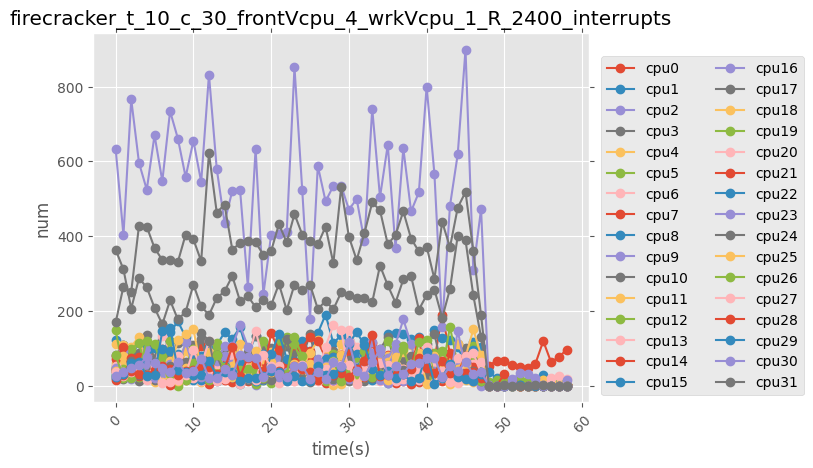 firecracker_t_10_c_30_frontVcpu_4_wrkVcpu_1_R_2400_interrupts
800
600
400
200
0
num
0
10
20
30
40
50
60
time(s)
cpu0
cpu1
cpu2
cpu3
cpu4
cpu5
cpu6
cpu7
cpu8
cpu9
cpu10
cpu11
cpu12
cpu13
cpu14
cpu15
cpu16
cpu17
cpu18
cpu19
cpu20
cpu21
cpu22
cpu23
cpu24
cpu25
cpu26
cpu27
cpu28
cpu29
cpu30
cpu31